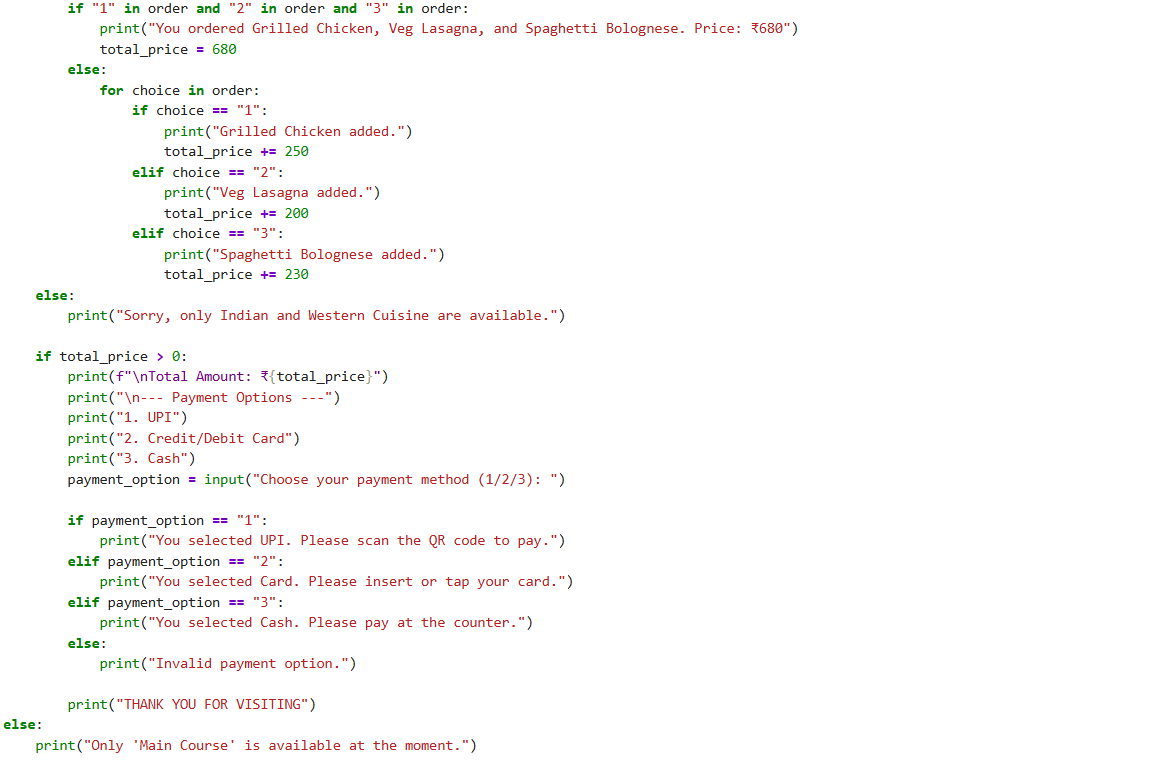 if "1" in order and "2" in order and "3" in order:
            print("You ordered Grilled Chicken, Veg Lasagna, and Spaghetti Bolognese. Price: ₹680")
            total_price = 680
        else:
            for choice in order:
                if choice == "1":
                    print("Grilled Chicken added.")
                    total_price += 250
                elif choice == "2":
                    print("Veg Lasagna added.")
                    total_price += 200
                elif choice == "3":
                    print("Spaghetti Bolognese added.")
                    total_price += 230
    else:
        print("Sorry, only Indian and Western Cuisine are available.")

    if total_price > 0:
        print(f"\nTotal Amount: ₹{total_price}")
        print("\n--- Payment Options ---")
        print("1. UPI")
        print("2. Credit/Debit Card")
        print("3. Cash")
        payment_option = input("Choose your payment method (1/2/3): ")

        if payment_option == "1":
            print("You selected UPI. Please scan the QR code to pay.")
        elif payment_option == "2":
            print("You selected Card. Please insert or tap your card.")
        elif payment_option == "3":
            print("You selected Cash. Please pay at the counter.")
        else:
            print("Invalid payment option.")

        print("THANK YOU FOR VISITING")
else:
    print("Only 'Main Course' is available at the moment.")